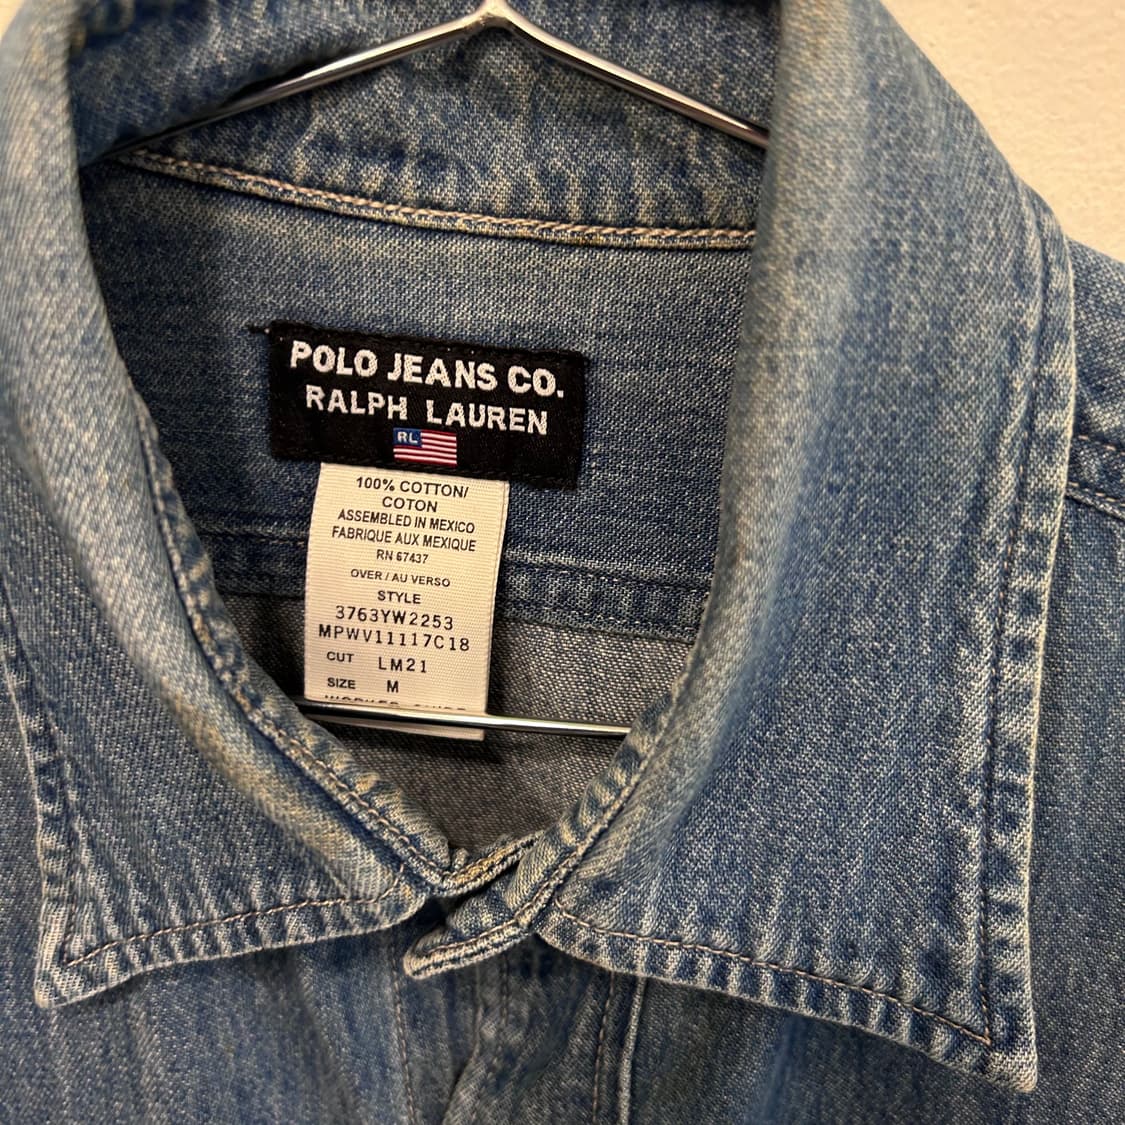 POLO JEANS CO.
RALPH LAUREN
RL
100% COTTON/
COTON
ASSEMBLED IN MEXICO
FABRIQUE AUX MEXIQUE
RN 67437
OVER / AU VERSO
STYLE
3763YW2253
MPWV11117C18
CUT LM21
SIZE M